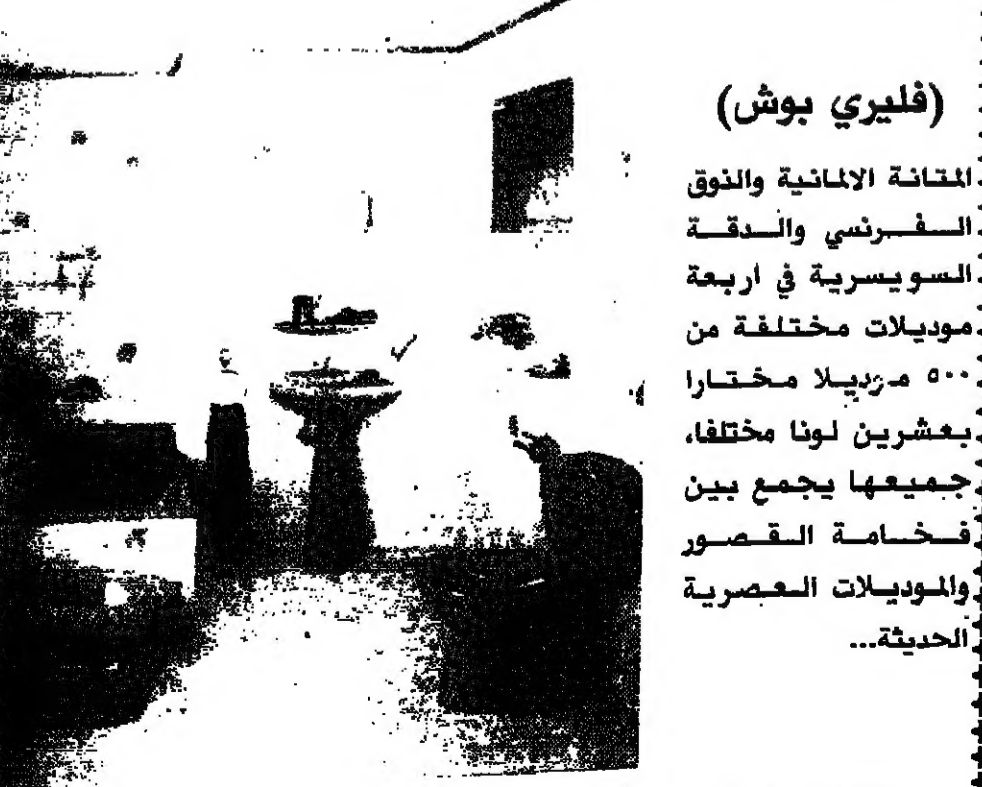 (فليري بوش)
المتانة الالمانية والذوق
الفرنسي والدقة
السويسرية في اربعة
موديلات مختلفة من
٥٠٠ موديلا مختارا
بعشرين لونا مختلفا،
جميعها يجمع بين
فخامة القصور
والموديلات العصرية
الحديثة...